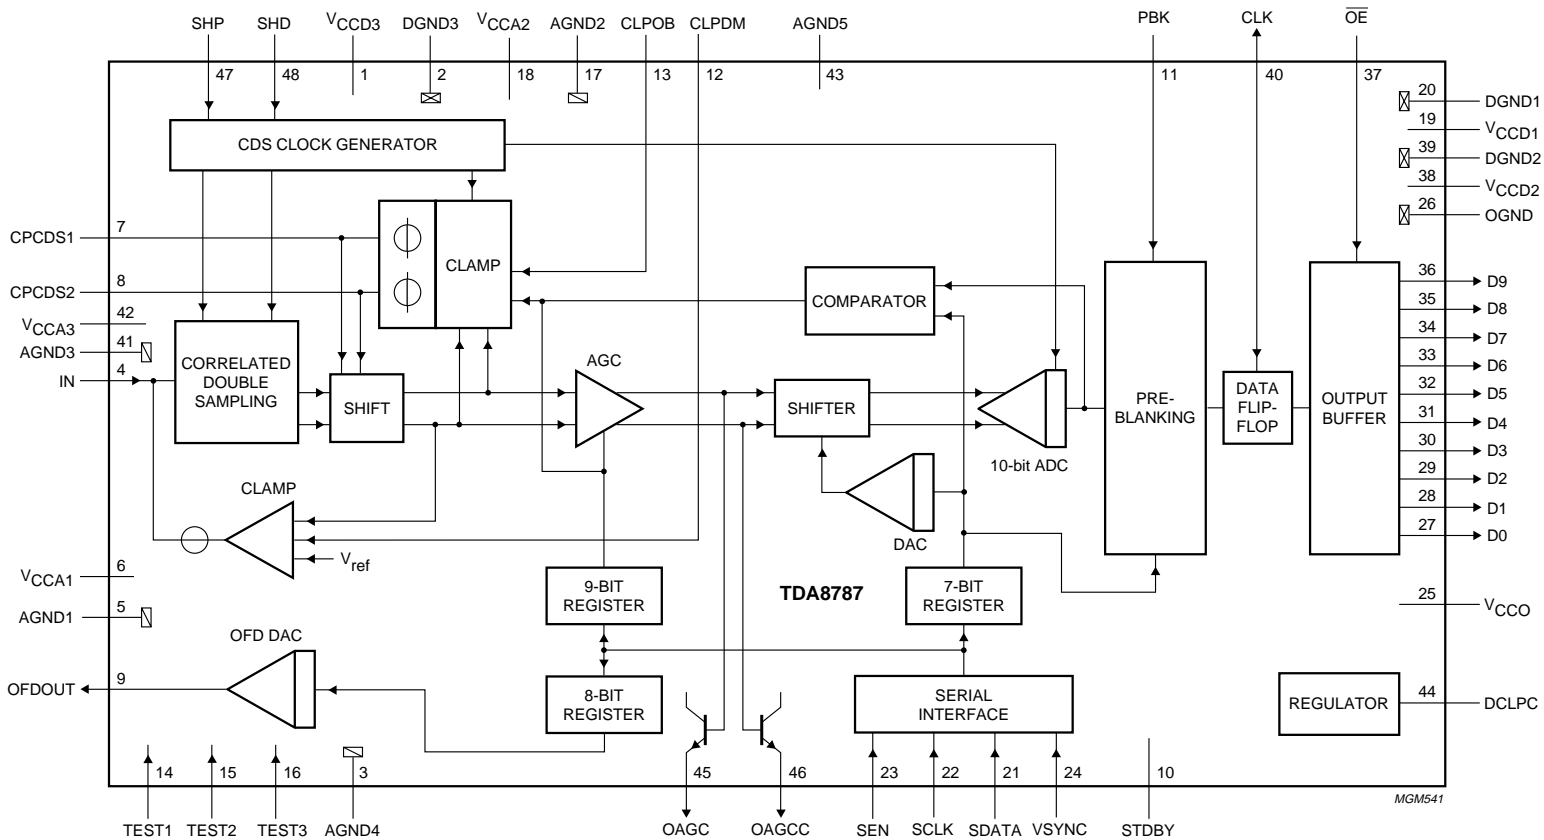 SHP
SHD
VCCD3
DGND3
VCCA2
AGND2
CLPOB
CLPDM
AGND5
PBK
CLK
OE
47
48
1
2
18
17
13
12
43
11
40
37
20
DGND1
19
VCCD1
39
DGND2
38
VCCD2
26
OGND
CDS CLOCK GENERATOR
CPCDS1
7
CPCDS2
8
CLAMP
COMPARATOR
VCCA3
42
AGND3
41
IN
4
CORRELATED
DOUBLE
SAMPLING
SHIFT
AGC
SHIFTER
10-bit ADC
PRE-
BLANKING
DATA
FLIP-
FLOP
OUTPUT
BUFFER
36
D9
35
D8
34
D7
33
D6
32
D5
31
D4
30
D3
29
D2
28
D1
27
D0
CLAMP
Vref
DAC
VCCA1
6
AGND1
5
9-BIT
REGISTER
TDA8787
7-BIT
REGISTER
25
VCCO
OFD DAC
OFDOUT
9
8-BIT
REGISTER
SERIAL
INTERFACE
REGULATOR
44
DCLPC
14
15
16
3
45
46
23
22
21
24
10
TEST1
TEST2
TEST3
AGND4
OAGC
OAGCC
SEN
SCLK
SDATA
VSYNC
STDBY
MGM541